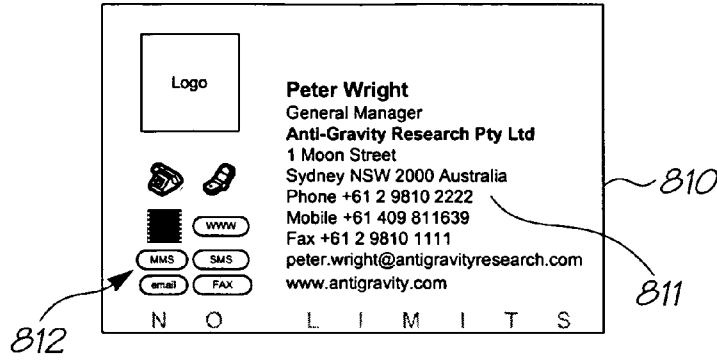 Logo
Peter Wright
General Manager
Anti-Gravity Research Pty Ltd
1 Moon Street
Sydney NSW 2000 Australia
Phone +61 2 9810 2222
Mobile +61 409 811639
Fax +61 2 9810 1111
peter.wright@antigravityresearch.com
www.antigravity.com
WWW
MMS SMS
email FAX
NO LIMITS
810
811
812